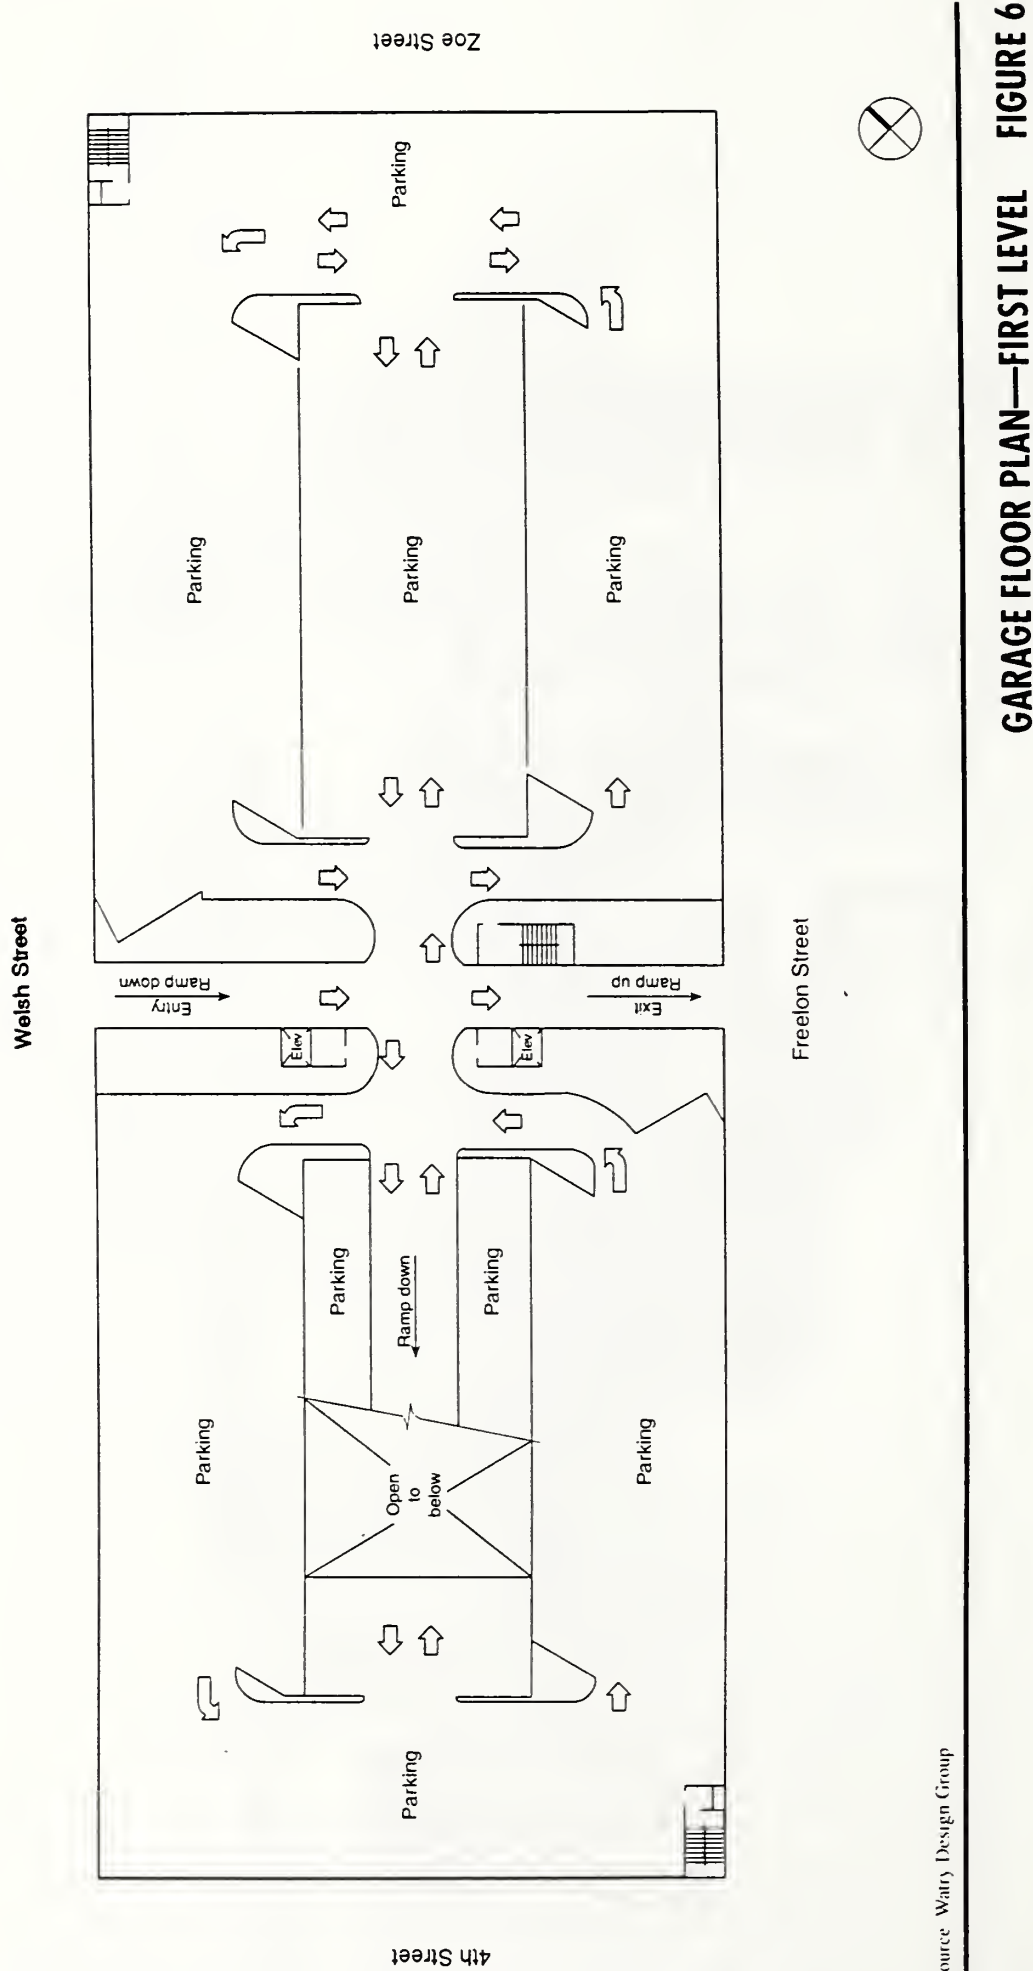 Welsh Street
4th Street
Zoe Street
Freelon Street
Parking
Parking
Parking
Parking
Parking
Parking
Parking
Parking
Parking
Open
to
below
Ramp down
Elev
Elev
Entry
Ramp down
Exit
Ramp up
Watry Design Group
GARAGE FLOOR PLAN—FIRST LEVEL FIGURE 6